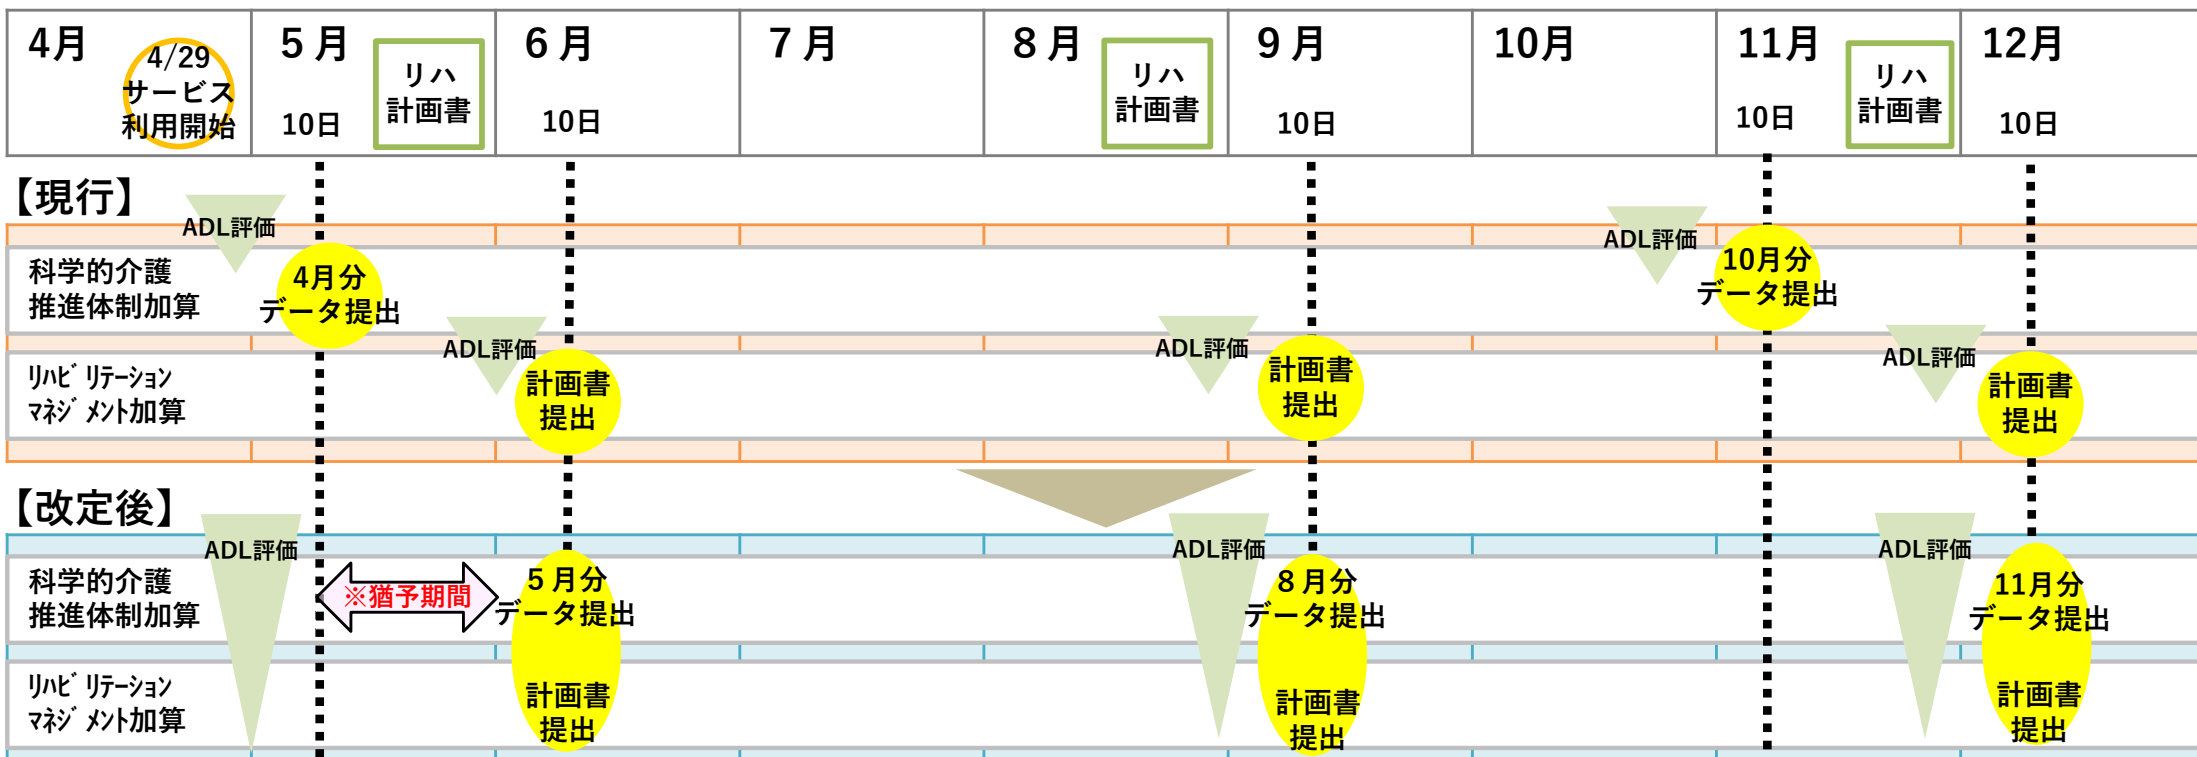 4月
4/29
サービス
利用開始
5月
10日
リハ
計画書
6月
10日
7月
8月
リハ
計画書
9月
10日
10月
11月
10日
リハ
計画書
12月
10日
【現行】
ADL評価
ADL評価
科学的介護
推進体制加算
4月分
データ提出
10月分
データ提出
ADL評価
ADL評価
ADL評価
リハビリテーション
マネジメント加算
計画書
提出
計画書
提出
計画書
提出
【改定後】
ADL評価
ADL評価
ADL評価
科学的介護
推進体制加算
※猶予期間
5月分
データ提出
8月分
データ提出
11月分
データ提出
リハビリテーション
マネジメント加算
計画書
提出
計画書
提出
計画書
提出